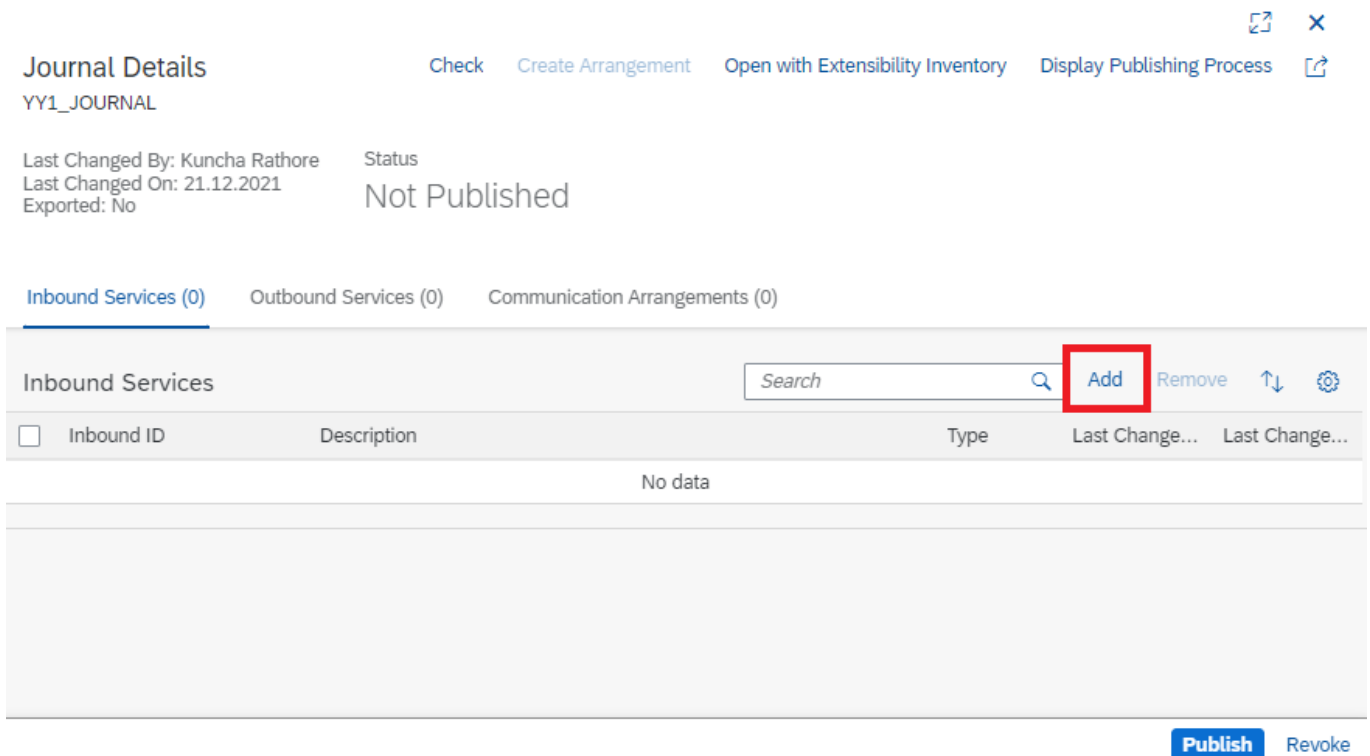 Journal Details
Check Create Arrangement Open with Extensibility Inventory Display Publishing Process
YY1_JOURNAL
Last Changed By: Kuncha Rathore
Last Changed On: 21.12.2021
Exported: No
Status
Not Published
Inbound Services (0) Outbound Services (0) Communication Arrangements (0)
Inbound Services
Search Add Remove
Inbound ID Description Type Last Change... Last Change...
No data
Publish Revoke